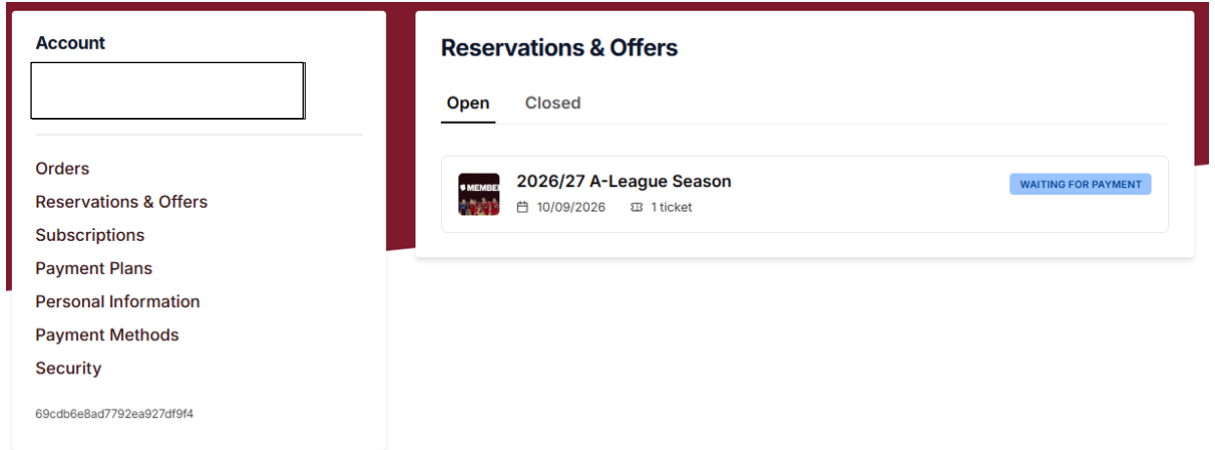 Account
Orders
Reservations & Offers
Subscriptions
Payment Plans
Personal Information
Payment Methods
Security
69cdb6e8ad7792ea927df9f4
Reservations & Offers
Open Closed
MEMBE
2026/27 A-League Season
WAITING FOR PAYMENT
10/09/2026 1 ticket